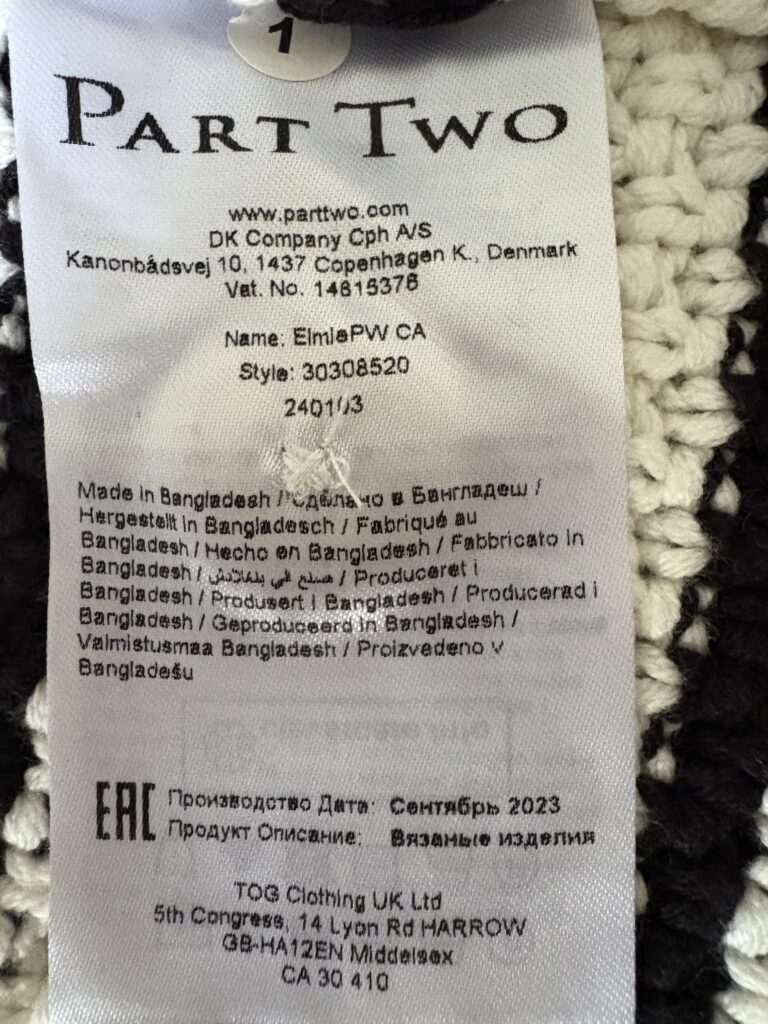 1
PART TWO
www.parttwo.com
DK Company Cph A/S
Kanonbådsvej 10, 1437 Copenhagen K., Denmark
Vat. No. 14815376
Name: ElmiePW CA
Style: 30308520
Made in Bangladesh / Сделано в Бангладеш /
Hergestellt in Bangladesch / Fabriqué au
Bangladesh / Hecho en Bangladesh / Fabbricato in
Bangladesh / صنع في بنغلادش / Produceret i
Bangladesh / Produsert i Bangladesh / Producerad i
Bangladesh / Geproduceerd in Bangladesh /
Valmistusmaa Bangladesh / Proizvedeno v
Bangladešu
EAC
Производство Дата: Сентябрь 2023
Продукт Описание: Вязаные изделия
TOG Clothing UK Ltd
5th Congress, 14 Lyon Rd HARROW
GB-HA12EN Middelsex
CA 30 410